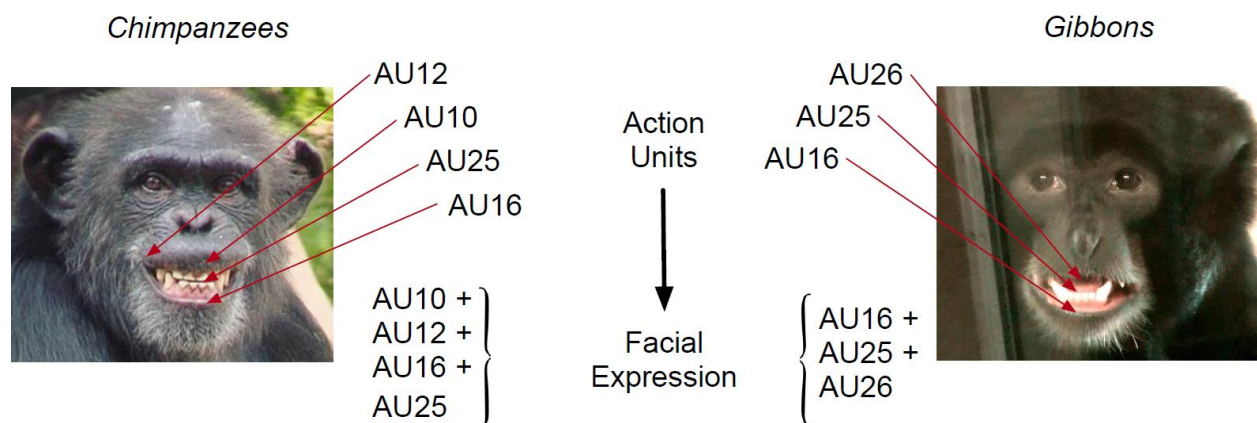 Chimpanzees
Gibbons
AU12
AU10
AU25
AU16
Action
Units
AU26
AU25
AU16
AU10 +
AU12 +
AU16 +
AU25
Facial
Expression
AU16 +
AU25 +
AU26